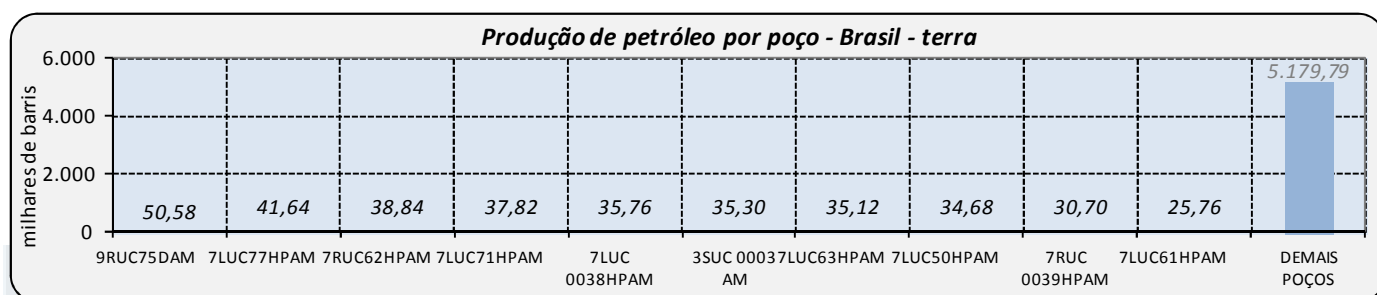 Produção de petróleo por poço - Brasil - terra
milhares de barris
6.000
4.000
2.000
0
5.179,79
50,58 41,64 38,84 37,82 35,76 35,30 35,12 34,68 30,70 25,76
9RUC75DAM 7LUC77HPAM 7RUC62HPAM 7LUC71HPAM 7LUC 3SUC 00037LUC63HPAM 7LUC50HPAM 7RUC 7LUC61HPAM DEMAIS
0038HPAM AM 0039HPAM POÇOS